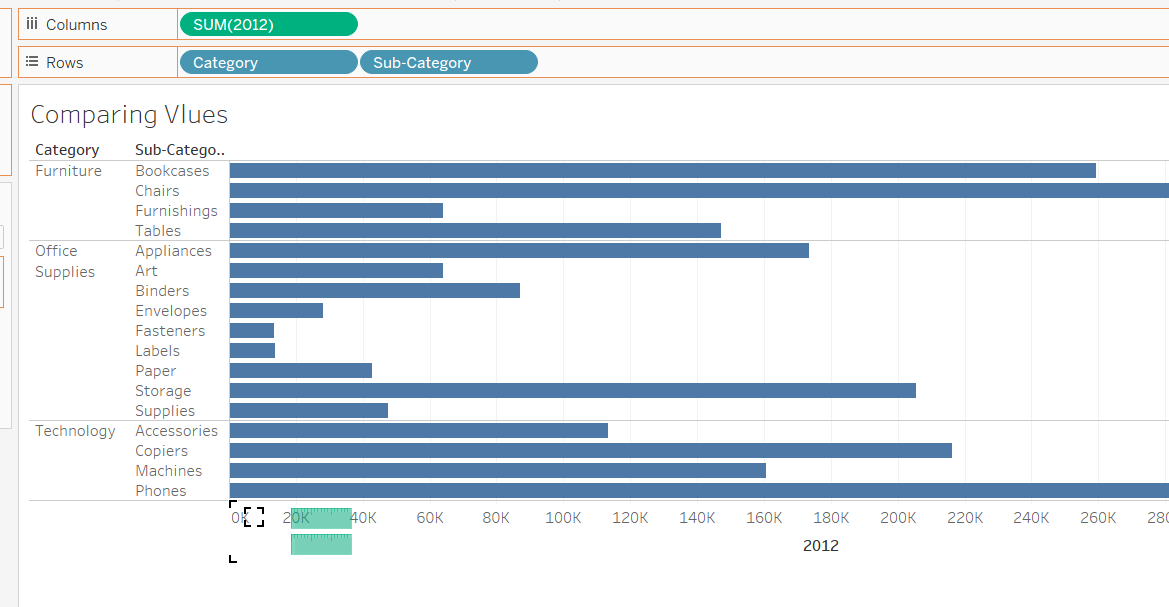 Columns SUM(2012)
Rows Category Sub-Category
Comparing Vlues
Category Sub-Catego..
Furniture Bookcases
Chairs
Furnishings
Tables
Office Supplies Appliances
Art
Binders
Envelopes
Fasteners
Labels
Paper
Storage
Supplies
Technology Accessories
Copiers
Machines
Phones
0K 20K 40K 60K 80K 100K 120K 140K 160K 180K 200K 220K 240K 260K 280
2012